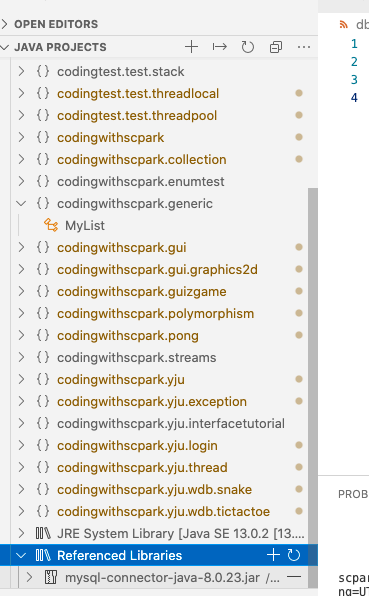 OPEN EDITORS
JAVA PROJECTS
codingtest.test.stack
codingtest.test.threadlocal
codingtest.test.threadpool
codingwithscpark
codingwithscpark.collection
codingwithscpark.enumtest
codingwithscpark.generic
MyList
codingwithscpark.gui
codingwithscpark.gui.graphics2d
codingwithscpark.guizgame
codingwithscpark.polymorphism
codingwithscpark.pong
codingwithscpark.streams
codingwithscpark.yju
codingwithscpark.yju.exception
codingwithscpark.yju.interfacetutorial
codingwithscpark.yju.login
codingwithscpark.yju.thread
codingwithscpark.yju.wdb.snake
codingwithscpark.yju.wdb.tictactoe
JRE System Library [Java SE 13.0.2 [13....
Referenced Libraries
mysql-connector-java-8.0.23.jar /...
db
1
2
3
4
PROB
scpar
ng=UT